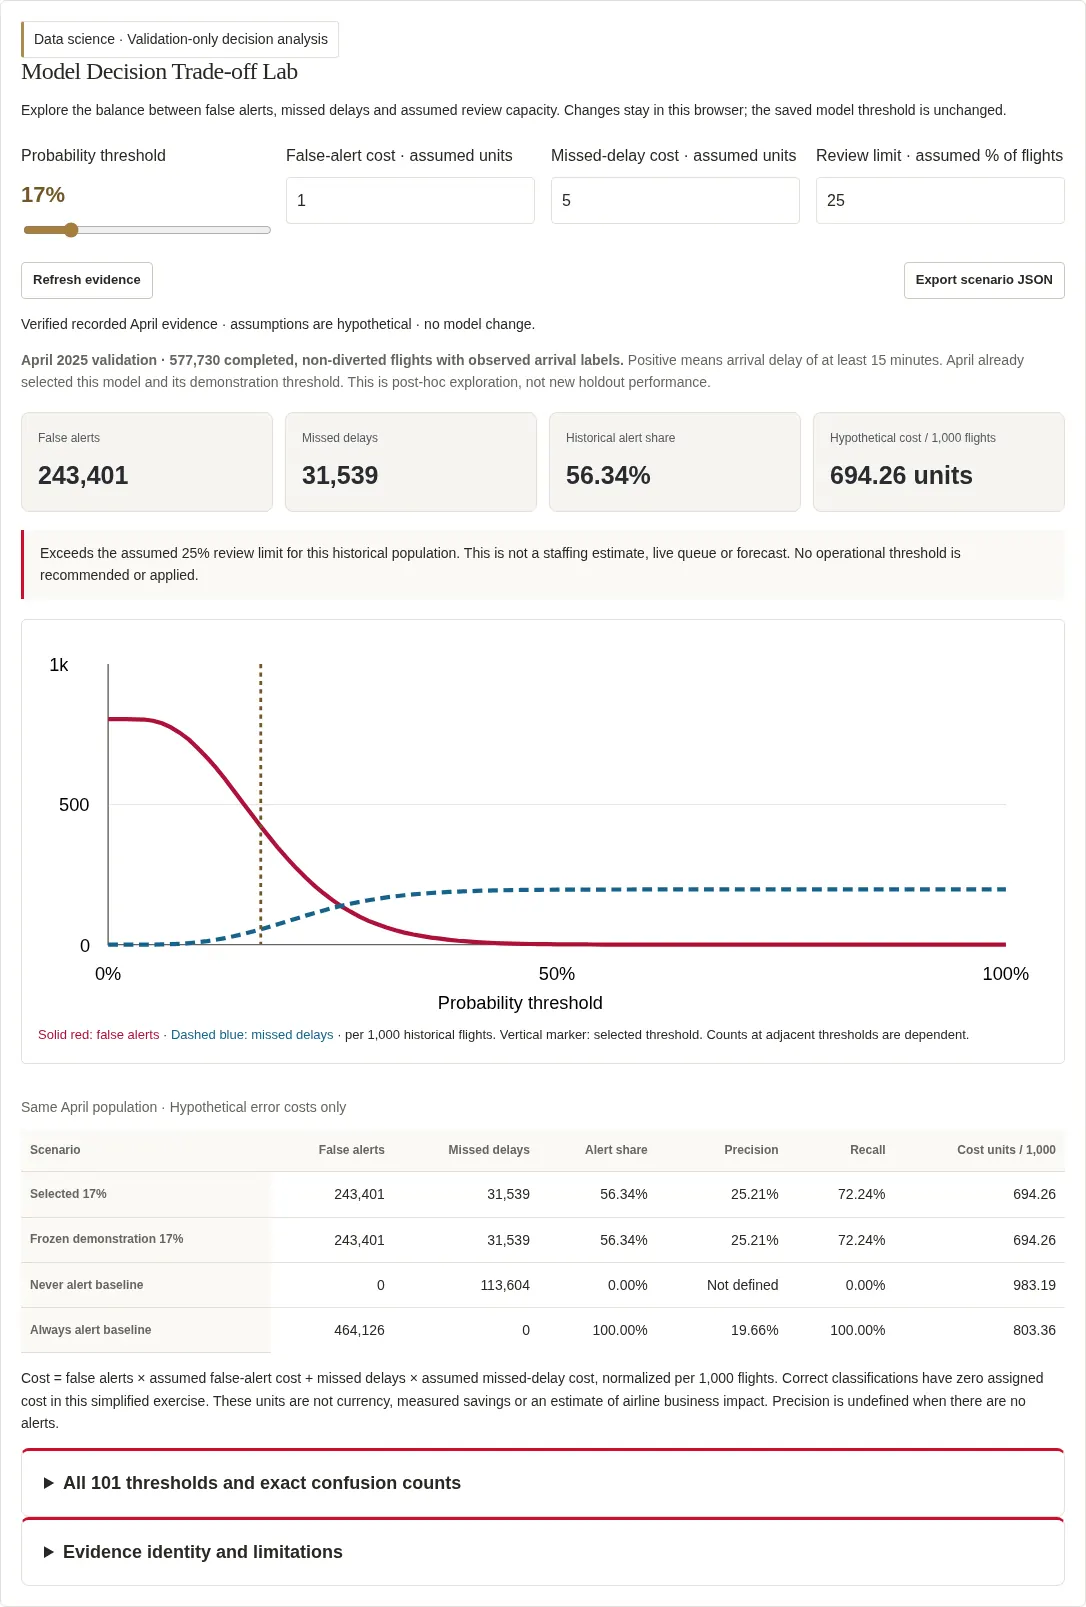 Data science · Validation-only decision analysis
Model Decision Trade-off Lab
Explore the balance between false alerts, missed delays and assumed review capacity. Changes stay in this browser; the saved model threshold is unchanged.
Probability threshold
False-alert cost · assumed units
Missed-delay cost · assumed units
Review limit · assumed % of flights
17%
1
5
25
Refresh evidence
Export scenario JSON
Verified recorded April evidence · assumptions are hypothetical · no model change.
April 2025 validation · 577,730 completed, non-diverted flights with observed arrival labels. Positive means arrival delay of at least 15 minutes. April already
selected this model and its demonstration threshold. This is post-hoc exploration, not new holdout performance.
False alerts
243,401
Missed delays
31,539
Historical alert share
56.34%
Hypothetical cost / 1,000 flights
694.26 units
Exceeds the assumed 25% review limit for this historical population. This is not a staffing estimate, live queue or forecast. No operational threshold is
recommended or applied.
1k
500
0
0%
50%
100%
Probability threshold
Solid red: false alerts · Dashed blue: missed delays · per 1,000 historical flights. Vertical marker: selected threshold. Counts at adjacent thresholds are dependent.
Same April population · Hypothetical error costs only
Scenario False alerts Missed delays Alert share Precision Recall Cost units / 1,000
Selected 17% 243,401 31,539 56.34% 25.21% 72.24% 694.26
Frozen demonstration 17% 243,401 31,539 56.34% 25.21% 72.24% 694.26
Never alert baseline 0 113,604 0.00% Not defined 0.00% 983.19
Always alert baseline 464,126 0 100.00% 19.66% 100.00% 803.36
Cost = false alerts × assumed false-alert cost + missed delays × assumed missed-delay cost, normalized per 1,000 flights. Correct classifications have zero assigned
cost in this simplified exercise. These units are not currency, measured savings or an estimate of airline business impact. Precision is undefined when there are no
alerts.
▶ All 101 thresholds and exact confusion counts
▶ Evidence identity and limitations